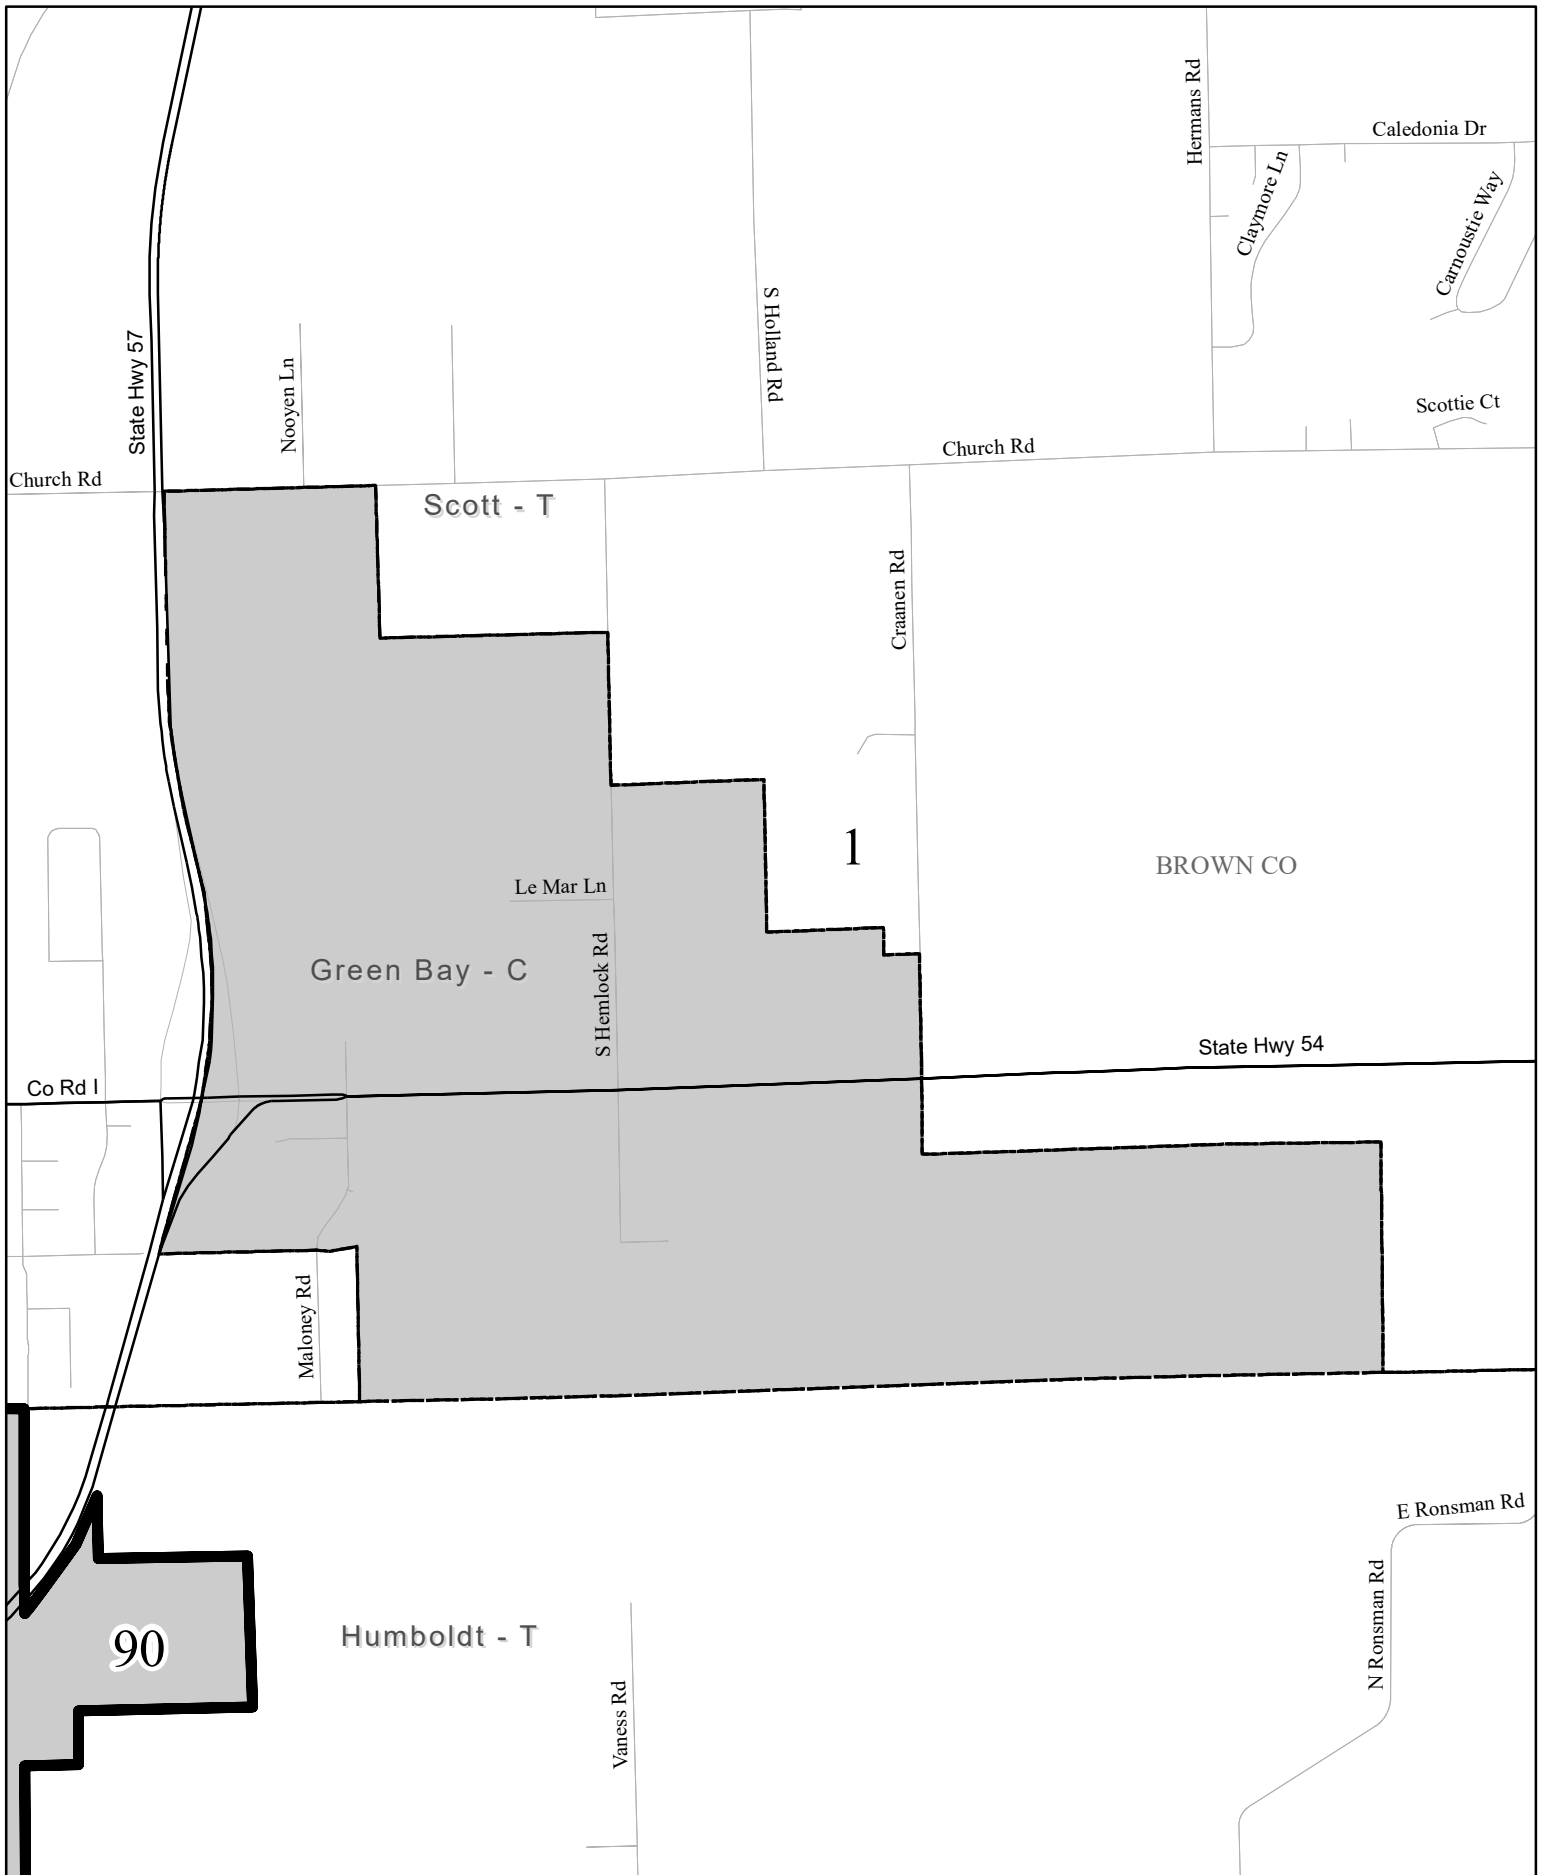 Hermans Rd
Caledonia Dr
Claymore Ln
Carnoustie Way
S Holland Rd
State Hwy 57
Nooyen Ln
Scottie Ct
Church Rd
Church Rd
Scott - T
Craanen Rd
1
BROWN CO
Le Mar Ln
Green Bay - C
S Hemlock Rd
State Hwy 54
Co Rd I
Maloney Rd
E Ronsman Rd
N Ronsman Rd
90
Humboldt - T
Vaness Rd